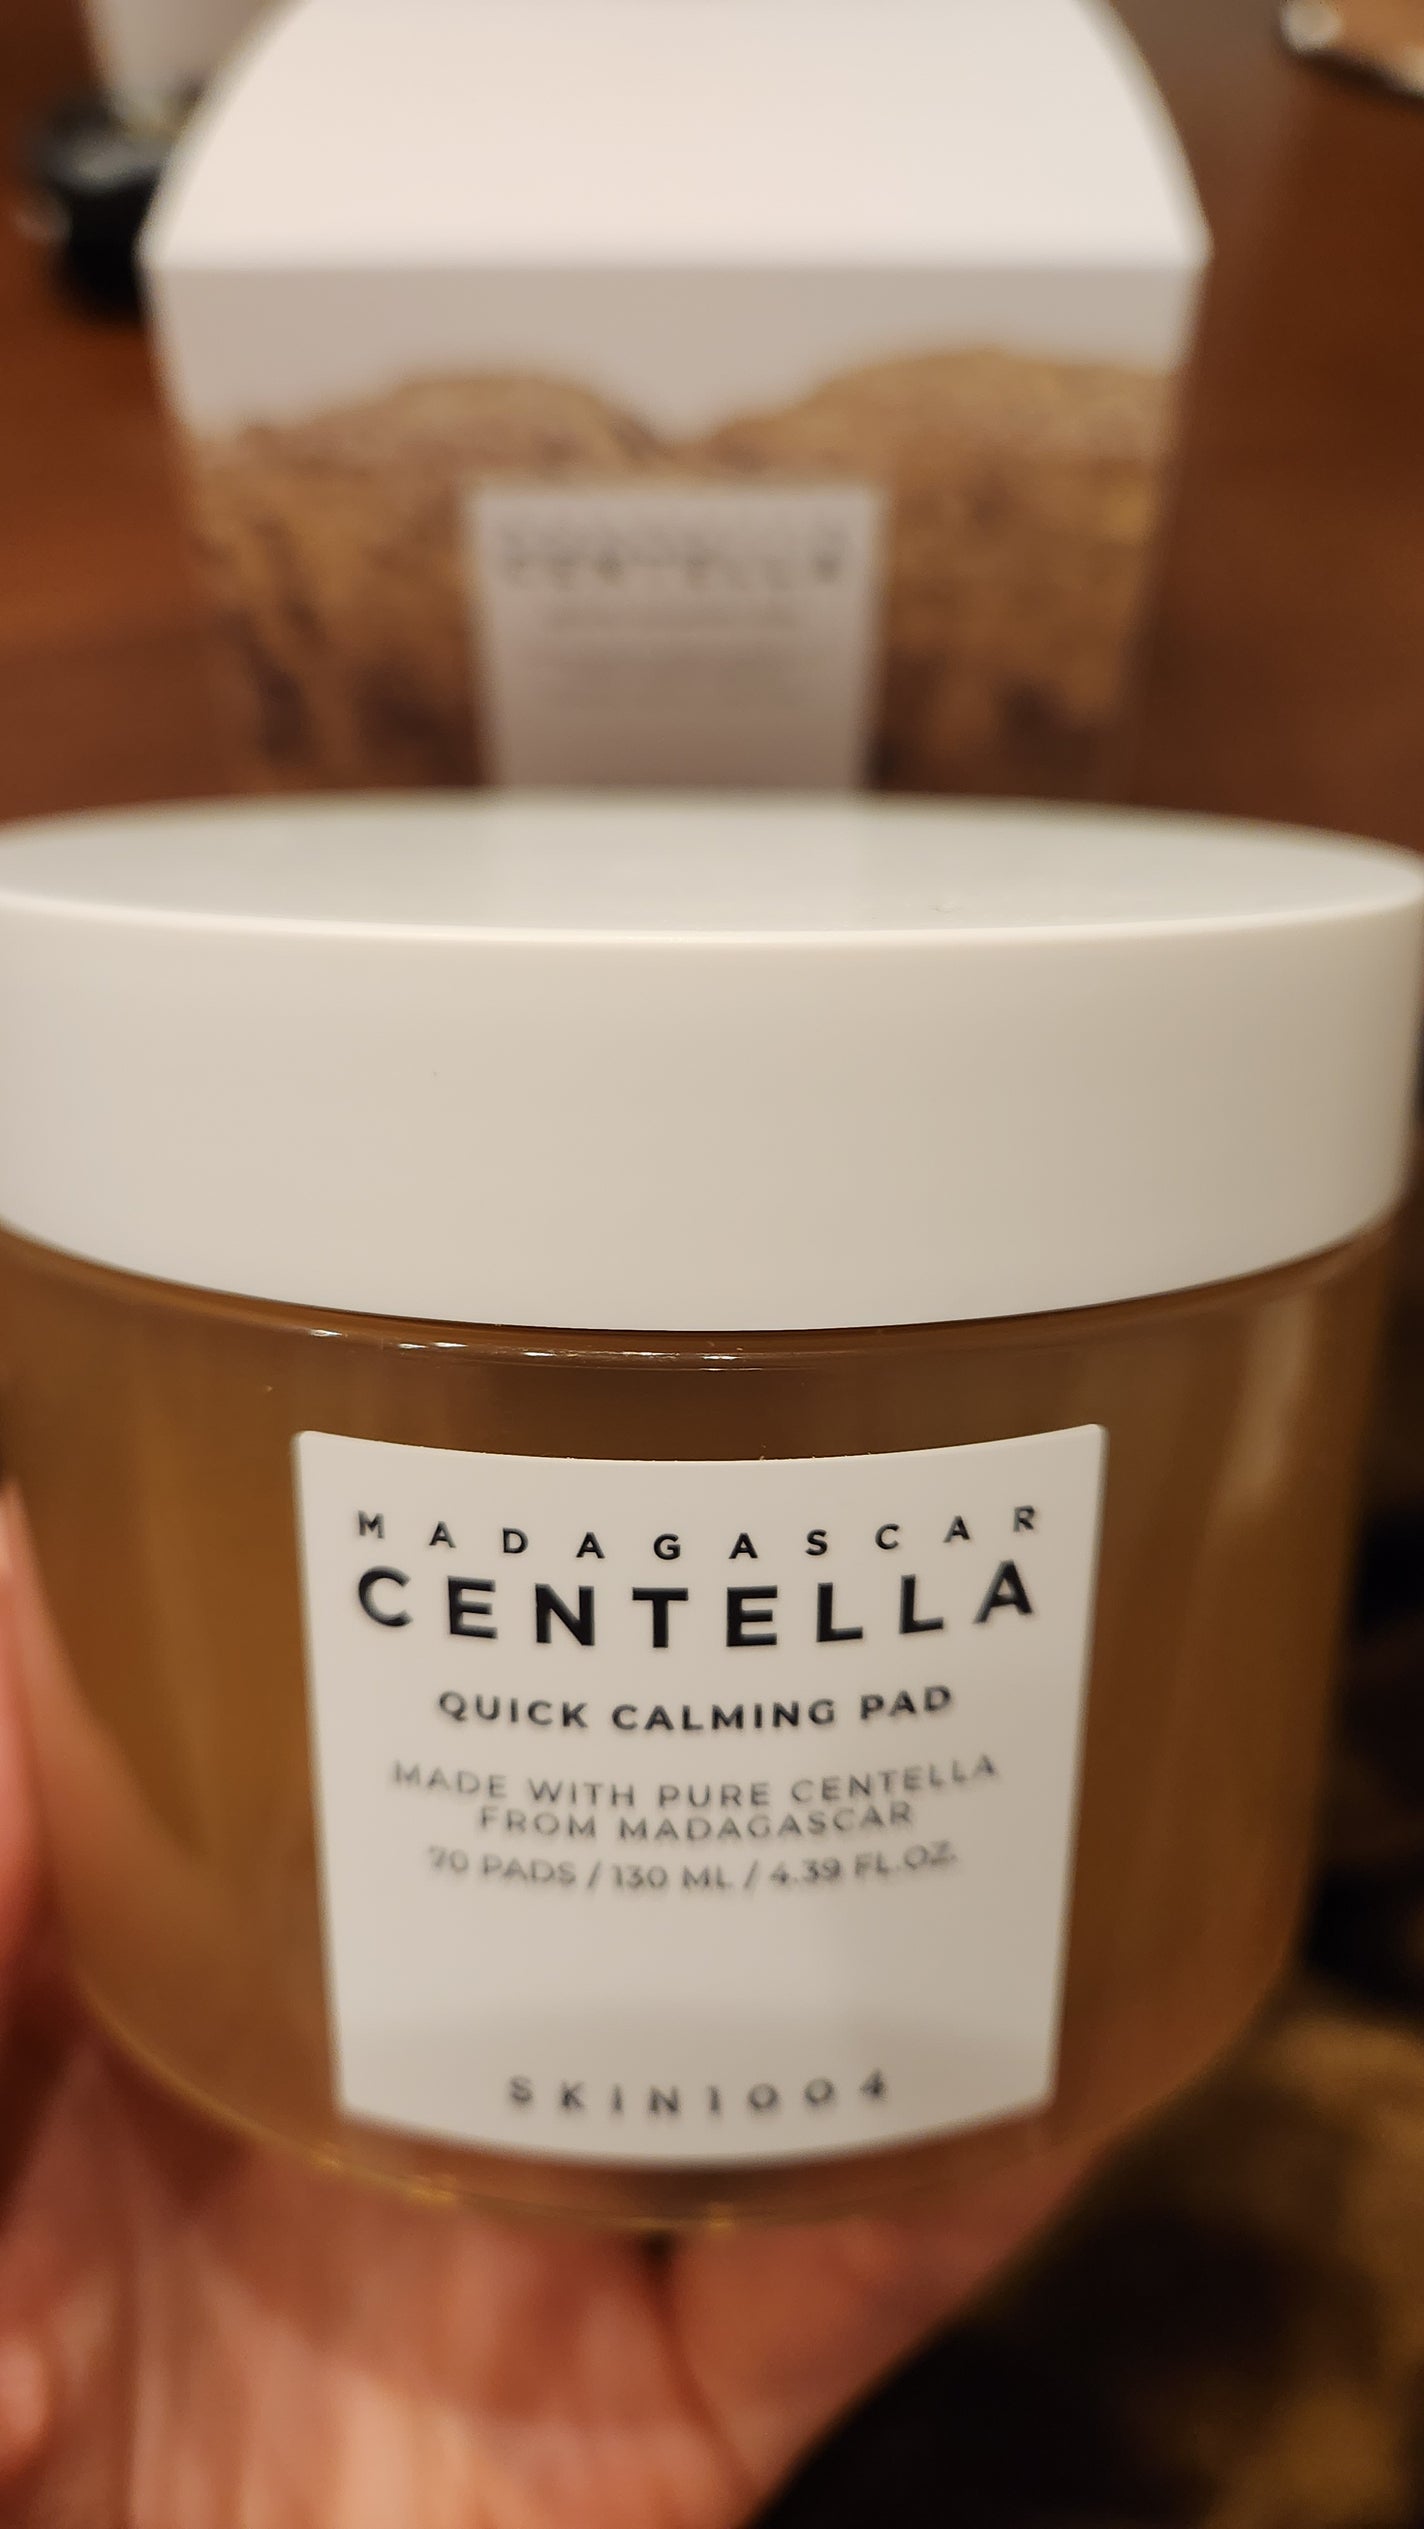 MADAGASCAR
CENTELLA
QUICK CALMING PAD
MADE WITH PURE CENTELLA
FROM MADAGASCAR
70 PADS / 130 ML / 4.39 FL.OZ.
SKIN1004